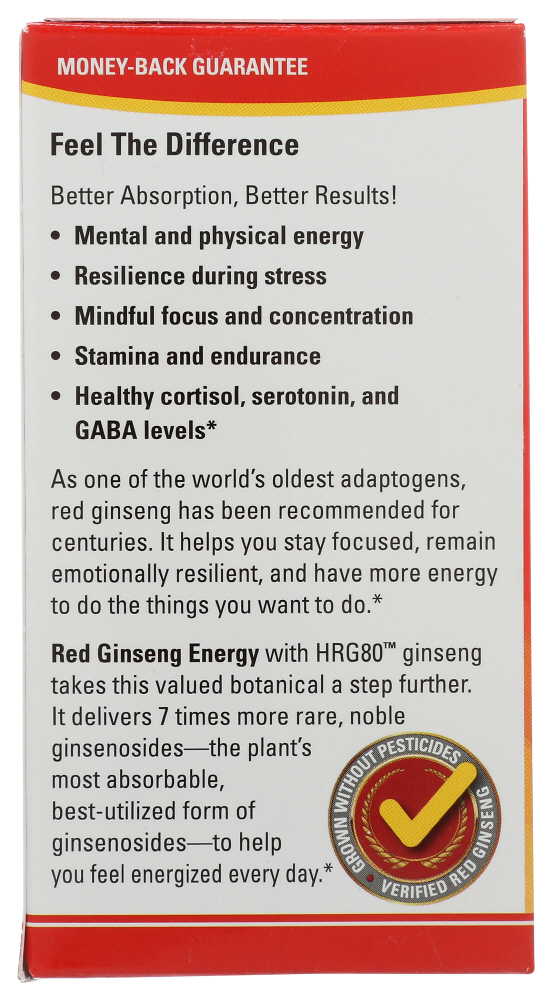 MONEY-BACK GUARANTEE
Feel The Difference
Better Absorption, Better Results!
• Mental and physical energy
• Resilience during stress
• Mindful focus and concentration
• Stamina and endurance
• Healthy cortisol, serotonin, and
GABA levels*
As one of the world's oldest adaptogens,
red ginseng has been recommended for
centuries. It helps you stay focused, remain
emotionally resilient, and have more energy
to do the things you want to do.*
Red Ginseng Energy with HRG80™ ginseng
takes this valued botanical a step further.
It delivers 7 times more rare, noble
ginsenosides—the plant's
most absorbable,
best-utilized form of
ginsenosides—to help
you feel energized every day.*
GROWN WITHOUT PESTICIDES
• VERIFIED RED GINSENG